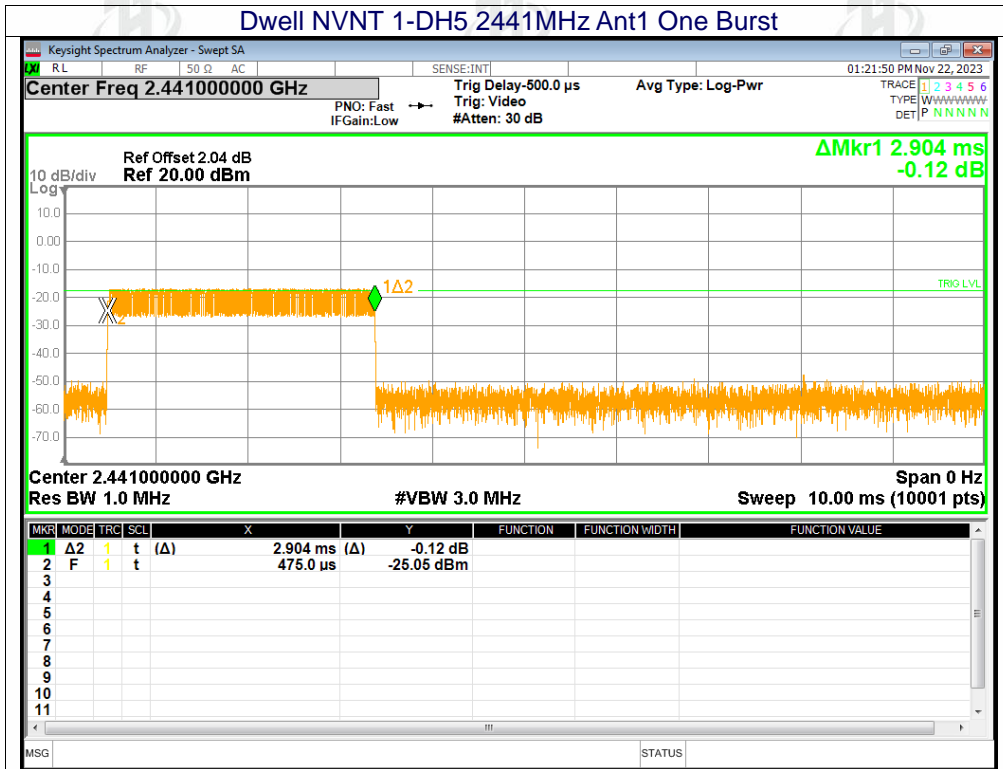 Dwell NVNT 1-DH5 2441MHz Ant1 One Burst
Keysight Spectrum Analyzer - Swept SA
LXI RL RF 50 Ω AC SENSE:INT 01:21:50 PM Nov 22, 2023
Center Freq 2.441000000 GHz
PNO: Fast
IFGain:Low
Trig Delay-500.0 µs
Trig: Video
#Atten: 30 dB
Avg Type: Log-Pwr
TRACE 1 2 3 4 5 6
TYPE WWWWWWW
DET P N N N N N
ΔMkr1 2.904 ms
-0.12 dB
Ref Offset 2.04 dB
10 dB/div Ref 20.00 dBm
Log
10.0
0.00
-10.0
-20.0
-30.0
-40.0
-50.0
-60.0
-70.0
1Δ2
TRIG LVL
2
Center 2.441000000 GHz Span 0 Hz
Res BW 1.0 MHz #VBW 3.0 MHz Sweep 10.00 ms (10001 pts)
MKR MODE TRC SCL X Y FUNCTION FUNCTION WIDTH FUNCTION VALUE
1 Δ2 1 t (Δ) 2.904 ms (Δ) -0.12 dB
2 F 1 t 475.0 µs -25.05 dBm
3
4
5
6
7
8
9
10
11
MSG STATUS